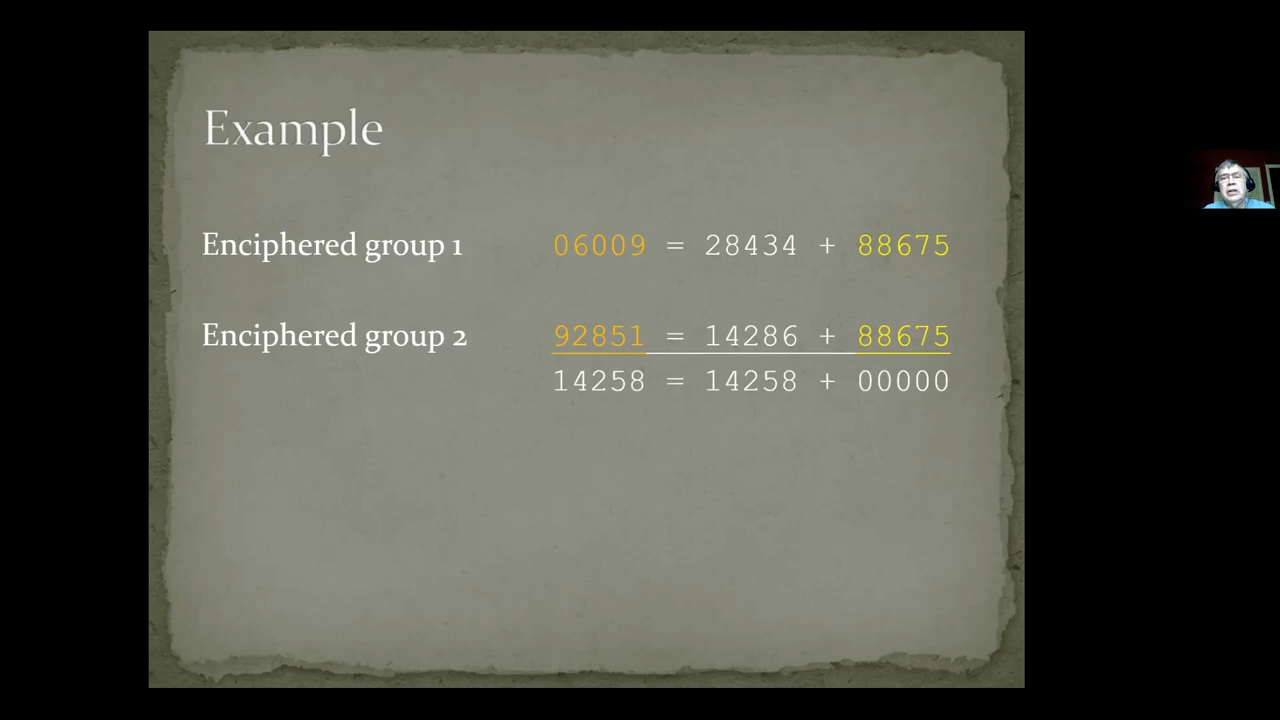 Example
Enciphered group 1 06009 = 28434 + 88675
Enciphered group 2 92851 = 14286 + 88675
14258 = 14258 + 00000